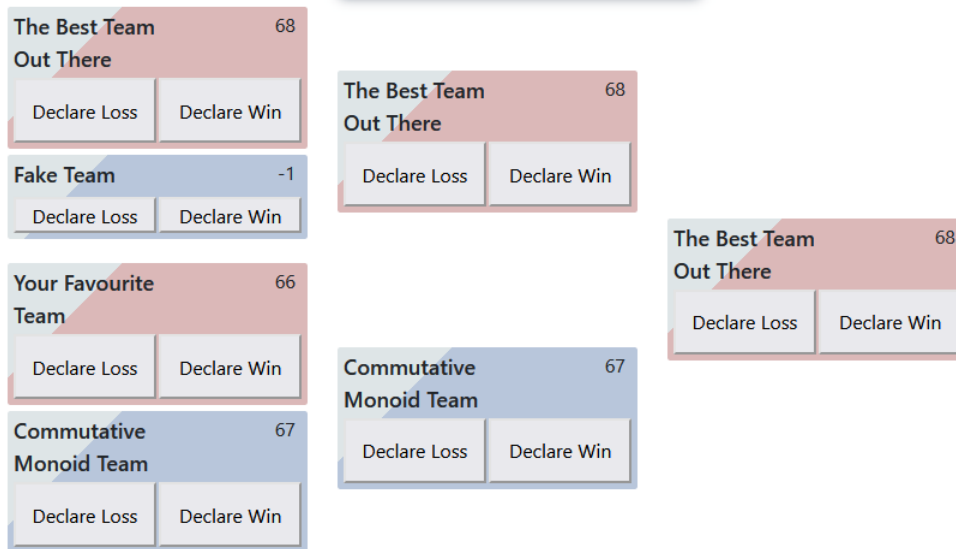 The Best Team 68
Out There
Declare Loss Declare Win
Fake Team -1
Declare Loss Declare Win
Your Favourite 66
Team
Declare Loss Declare Win
Commutative 67
Monoid Team
Declare Loss Declare Win
The Best Team 68
Out There
Declare Loss Declare Win
Commutative 67
Monoid Team
Declare Loss Declare Win
The Best Team 68
Out There
Declare Loss Declare Win